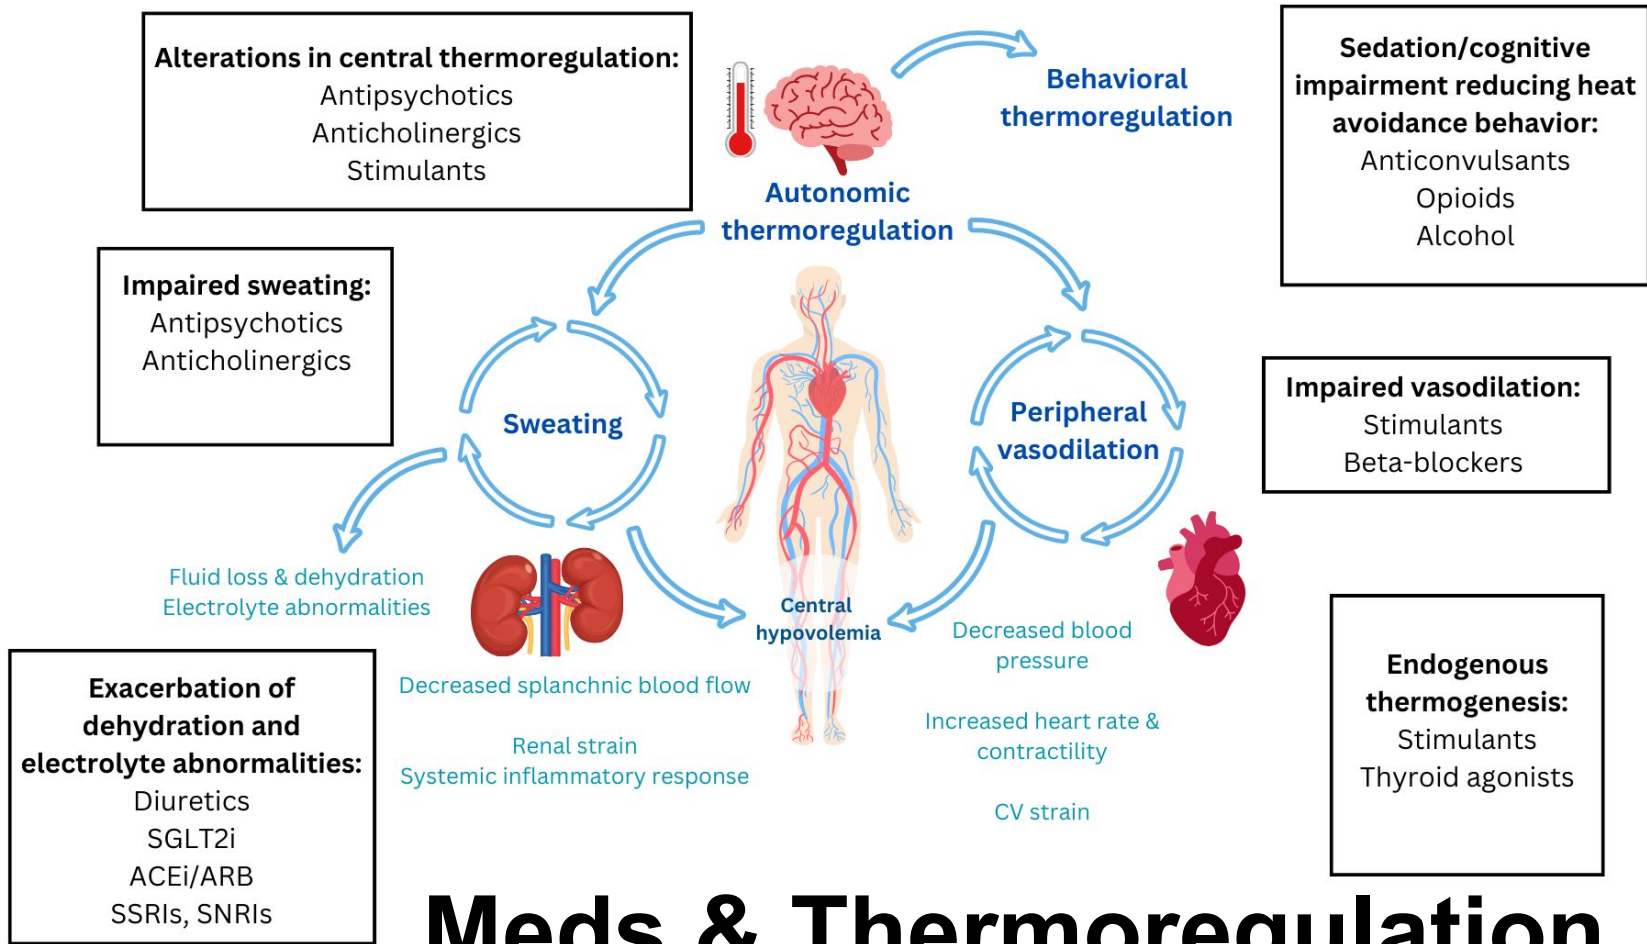 Alterations in central thermoregulation:
Antipsychotics
Anticholinergics
Stimulants
Behavioral
thermoregulation
Sedation/cognitive
impairment reducing heat
avoidance behavior:
Anticonvulsants
Opioids
Alcohol
Autonomic
thermoregulation
Impaired sweating:
Antipsychotics
Anticholinergics
Sweating
Peripheral
vasodilation
Impaired vasodilation:
Stimulants
Beta-blockers
Fluid loss & dehydration
Electrolyte abnormalities
Central
hypovolemia
Decreased splanchnic blood flow
Renal strain
Systemic inflammatory response
Decreased blood
pressure
Increased heart rate &
contractility
CV strain
Endogenous
thermogenesis:
Stimulants
Thyroid agonists
Exacerbation of
dehydration and
electrolyte abnormalities:
Diuretics
SGLT2i
ACEi/ARB
SSRIs, SNRIs
Meds & Thermoregulation